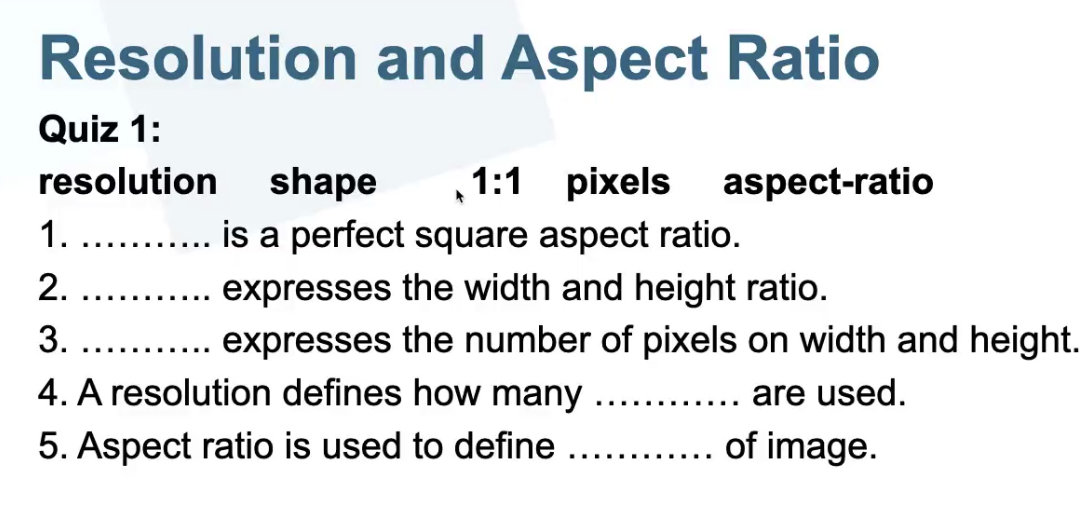 Resolution and Aspect Ratio
Quiz 1:
resolution shape 1:1 pixels aspect-ratio
1. ........... is a perfect square aspect ratio.
2. ........... expresses the width and height ratio.
3. ........... expresses the number of pixels on width and height.
4. A resolution defines how many ............ are used.
5. Aspect ratio is used to define ............ of image.